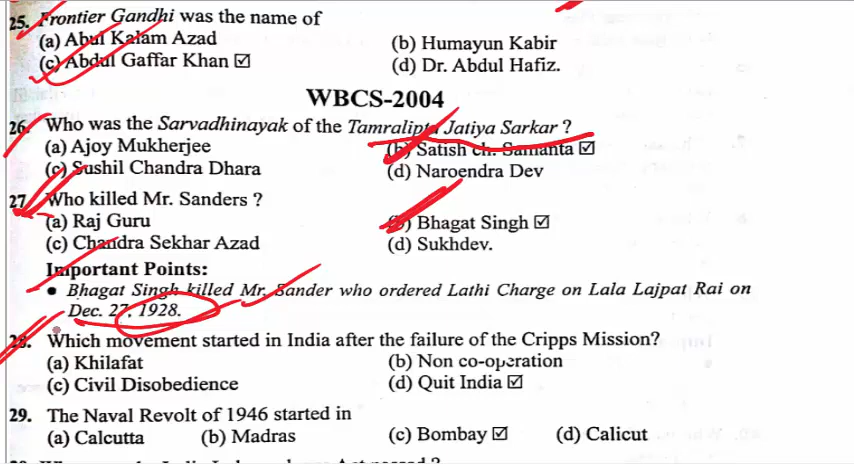 25. Frontier Gandhi was the name of
(a) Abul Kalam Azad (b) Humayun Kabir
(c) Abdul Gaffar Khan ☑ (d) Dr. Abdul Hafiz.
WBCS-2004
26. Who was the Sarvadhinayak of the Tamralipta Jatiya Sarkar ?
(a) Ajoy Mukherjee (b) Satish ch. Samanta ☑
(c) Sushil Chandra Dhara (d) Naroendra Dev
27. Who killed Mr. Sanders ?
(a) Raj Guru (b) Bhagat Singh ☑
(c) Chandra Sekhar Azad (d) Sukhdev.
Important Points:
• Bhagat Singh killed Mr. Sander who ordered Lathi Charge on Lala Lajpat Rai on
Dec. 27, 1928.
28. Which movement started in India after the failure of the Cripps Mission?
(a) Khilafat (b) Non co-operation
(c) Civil Disobedience (d) Quit India ☑
29. The Naval Revolt of 1946 started in
(a) Calcutta (b) Madras (c) Bombay ☑ (d) Calicut